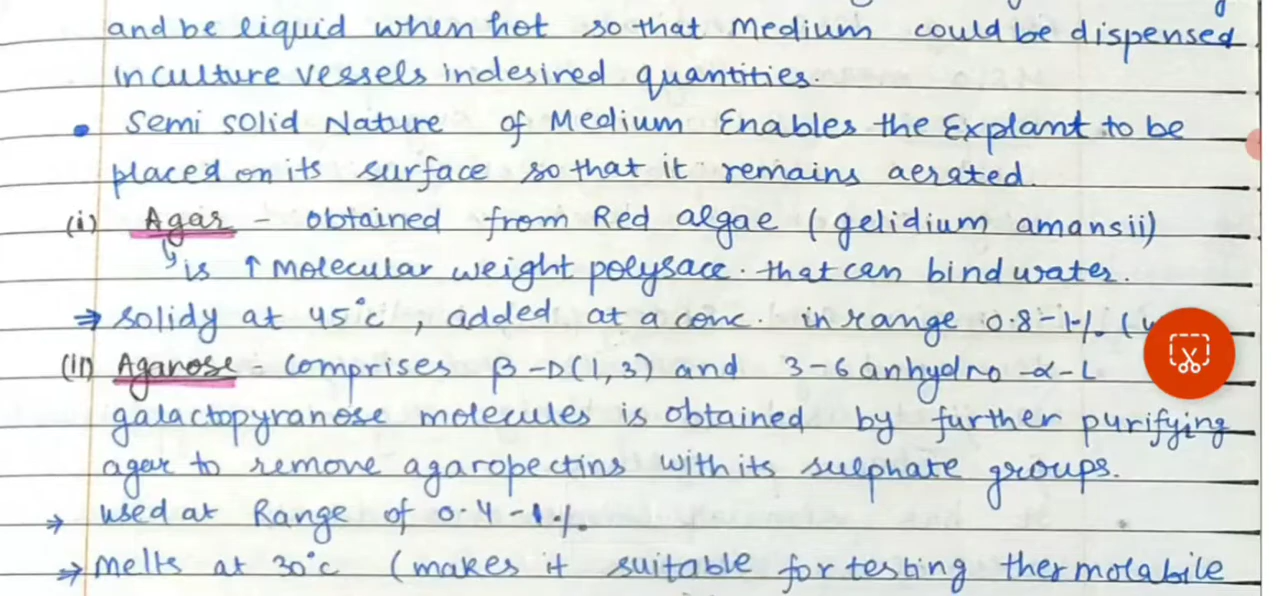 and be liquid when hot so that Medium could be dispensed
in culture vessels in desired quantities.
• Semi solid Nature of Medium Enables the Explant to be
placed on its surface so that it remains aerated.
(i) Agar - obtained from Red algae (gelidium amansii)
↳ is ↑ Molecular weight polysacc. that can bind water.
⇒ solidy at 45°c, added at a conc. in range 0.8-1%. (
(ii) Agarose - comprises β-D(1,3) and 3-6 anhydro-α-L
galactopyranose molecules is obtained by further purifying
agar to remove agaropectins with its sulphate groups.
⇒ used at Range of 0.4-1%.
⇒ Melts at 30°c (makes it suitable for testing thermolabile